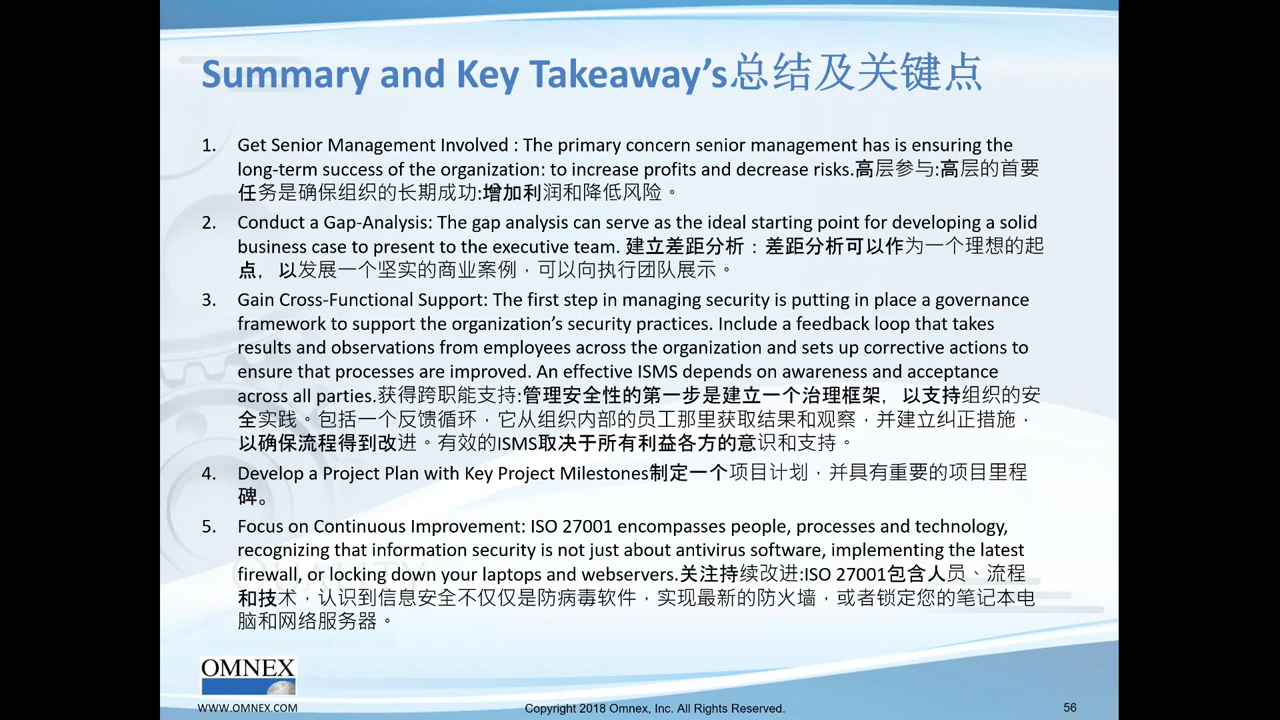 Summary and Key Takeaway’s总结及关键点
1. Get Senior Management Involved : The primary concern senior management has is ensuring the
long-term success of the organization: to increase profits and decrease risks.高层参与:高层的首要
任务是确保组织的长期成功:增加利润和降低风险。
2. Conduct a Gap-Analysis: The gap analysis can serve as the ideal starting point for developing a solid
business case to present to the executive team. 建立差距分析：差距分析可以作为一个理想的起
点，以发展一个坚实的商业案例，可以向执行团队展示。
3. Gain Cross-Functional Support: The first step in managing security is putting in place a governance
framework to support the organization’s security practices. Include a feedback loop that takes
results and observations from employees across the organization and sets up corrective actions to
ensure that processes are improved. An effective ISMS depends on awareness and acceptance
across all parties.获得跨职能支持:管理安全性的第一步是建立一个治理框架，以支持组织的安
全实践。包括一个反馈循环，它从组织内部的员工那里获取结果和观察，并建立纠正措施，
以确保流程得到改进。有效的ISMS取决于所有利益各方的意识和支持。
4. Develop a Project Plan with Key Project Milestones制定一个项目计划，并具有重要的项目里程
碑。
5. Focus on Continuous Improvement: ISO 27001 encompasses people, processes and technology,
recognizing that information security is not just about antivirus software, implementing the latest
firewall, or locking down your laptops and webservers.关注持续改进:ISO 27001包含人员、流程
和技术，认识到信息安全不仅仅是防病毒软件，实现最新的防火墙，或者锁定您的笔记本电
脑和网络服务器。
OMNEX
WWW.OMNEX.COM
Copyright 2018 Omnex, Inc. All Rights Reserved.
56